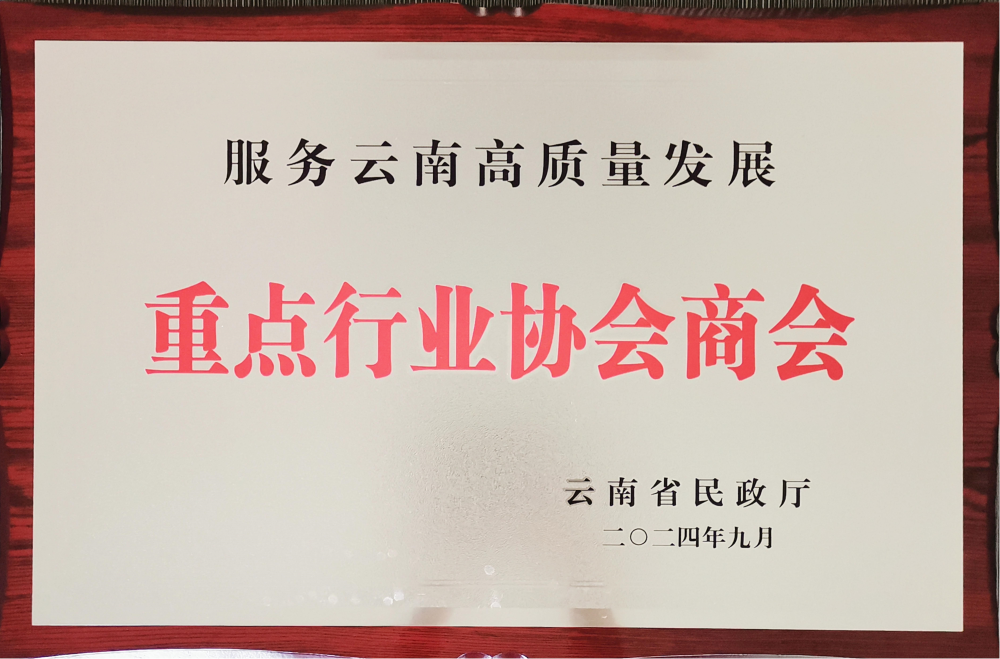 服务云南高质量发展
重点行业协会商会
云南省民政厅
二〇二四年九月